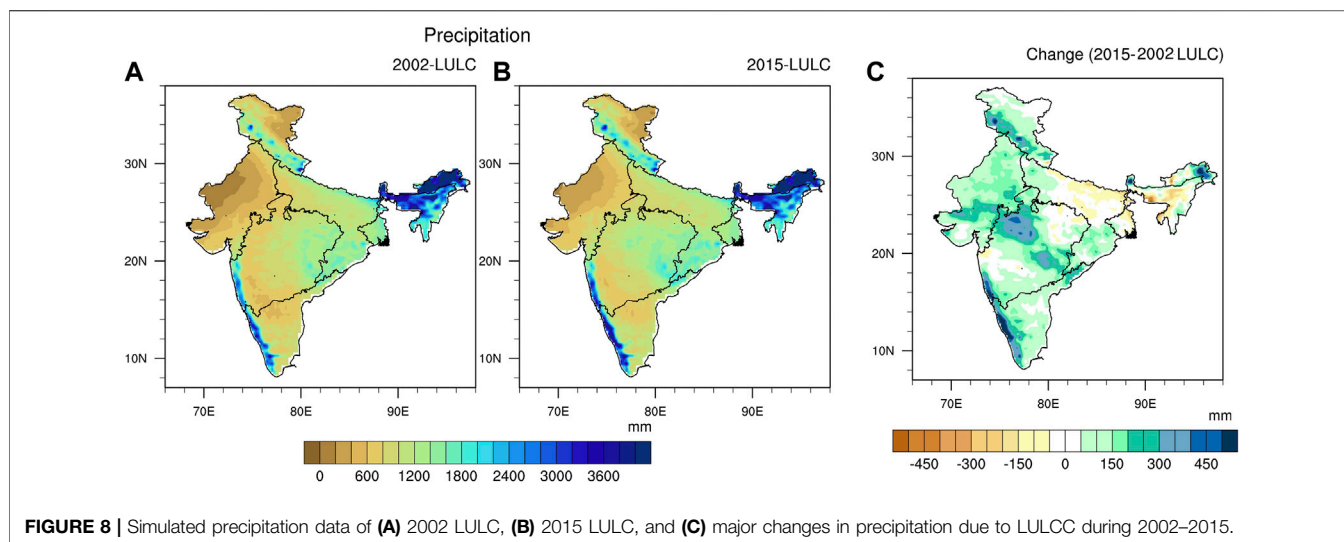 Precipitation
A
2002-LULC
B
2015-LULC
C
Change (2015-2002 LULC)
30N
20N
10N
70E 80E 90E
30N
20N
10N
70E 80E 90E
mm
30N
20N
10N
70E 80E 90E
mm
0 600 1200 1800 2400 3000 3600
-450 -300 -150 0 150 300 450
FIGURE 8 | Simulated precipitation data of (A) 2002 LULC, (B) 2015 LULC, and (C) major changes in precipitation due to LULCC during 2002–2015.